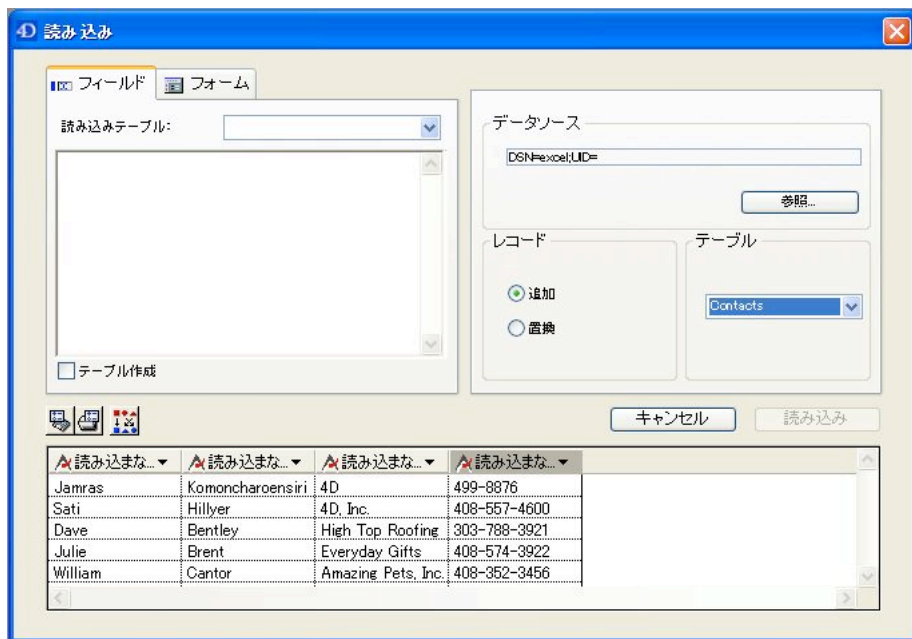 4D 読み込み
フィールド フォーム
読み込みテーブル:
テーブル作成
データソース
DSN=excel;UID=
参照...
レコード
追加
置換
テーブル
Contacts
キャンセル 読み込み
読み込まな... 読み込まな... 読み込まな... 読み込まな...
Jamras Komoncharoensiri 4D 499-8876
Sati Hillyer 4D, Inc. 408-557-4600
Dave Bentley High Top Roofing 303-788-3921
Julie Brent Everyday Gifts 408-574-3922
William Cantor Amazing Pets, Inc. 408-352-3456